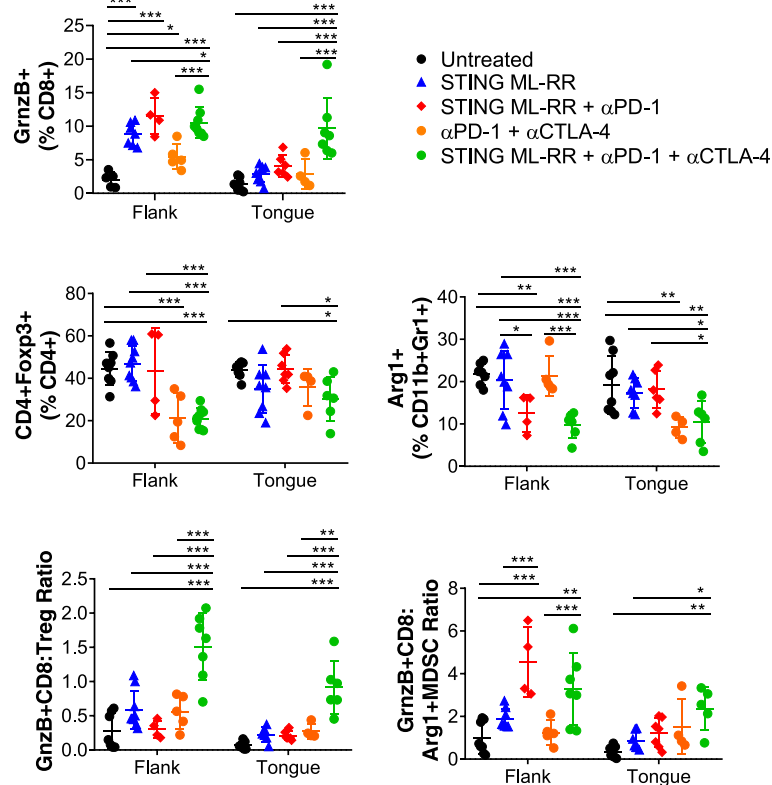 ***
***
*
***
*
***
***
***
***
***
GrnzB+
(% CD8+)
25
20
15
10
5
0
Flank
Tongue
Untreated
STING ML-RR
STING ML-RR + αPD-1
αPD-1 + αCTLA-4
STING ML-RR + αPD-1 + αCTLA-4
***
***
***
***
*
*
CD4+Foxp3+
(% CD4+)
80
60
40
20
0
Flank
Tongue
***
**
***
***
*
***
**
**
*
*
Arg1+
(% CD11b+Gr1+)
40
30
20
10
0
Flank
Tongue
***
***
***
***
**
***
***
***
GnzB+CD8:Treg Ratio
2.5
2.0
1.5
1.0
0.5
0.0
Flank
Tongue
***
***
**
***
*
**
GrnzB+CD8:
Arg1+MDSC Ratio
8
6
4
2
0
Flank
Tongue